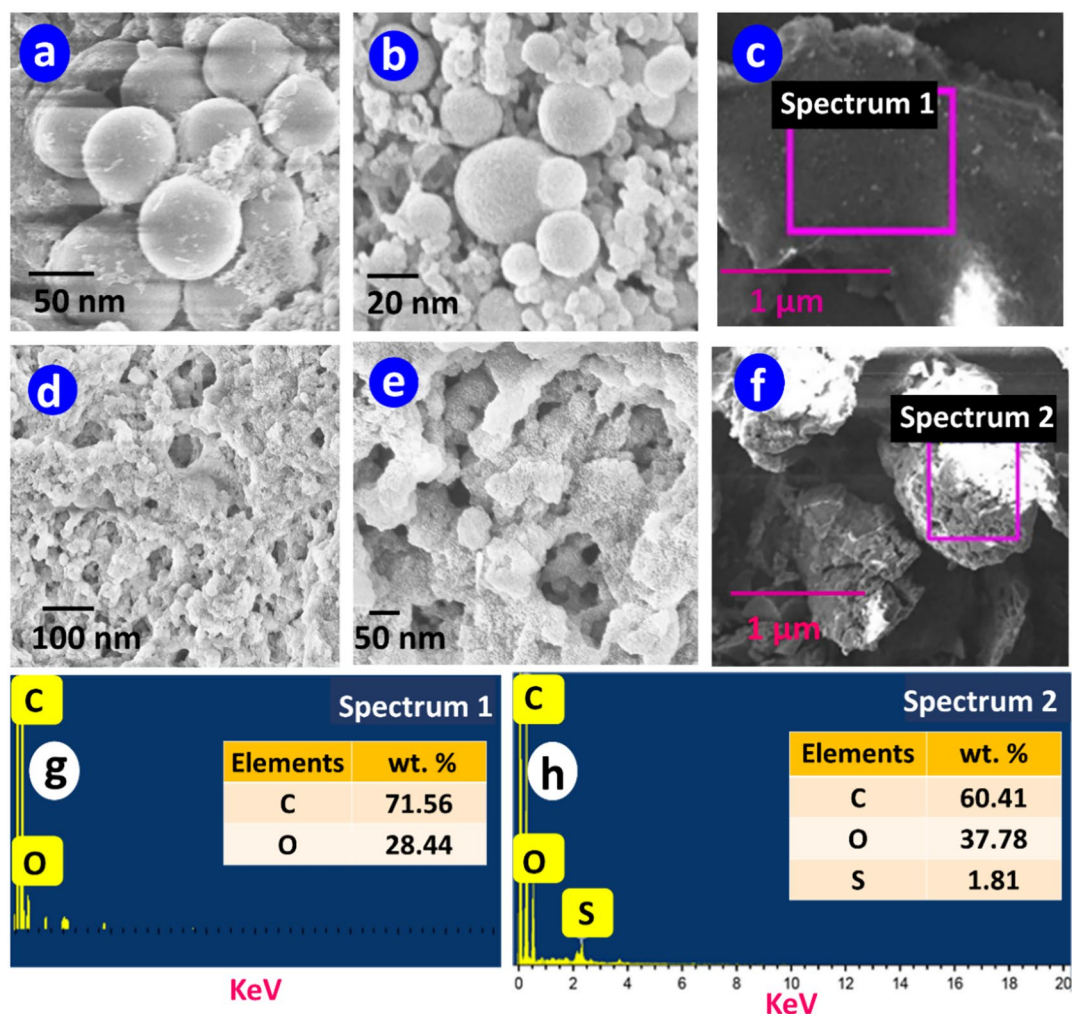 a
50 nm
b
20 nm
c
Spectrum 1
1 µm
d
100 nm
e
50 nm
f
Spectrum 2
1 µm
C
g
O
Spectrum 1
Elements wt. %
C 71.56
O 28.44
KeV
C
h
O
S
Spectrum 2
Elements wt. %
C 60.41
O 37.78
S 1.81
0 2 4 6 8 10 12 14 16 18 20
KeV